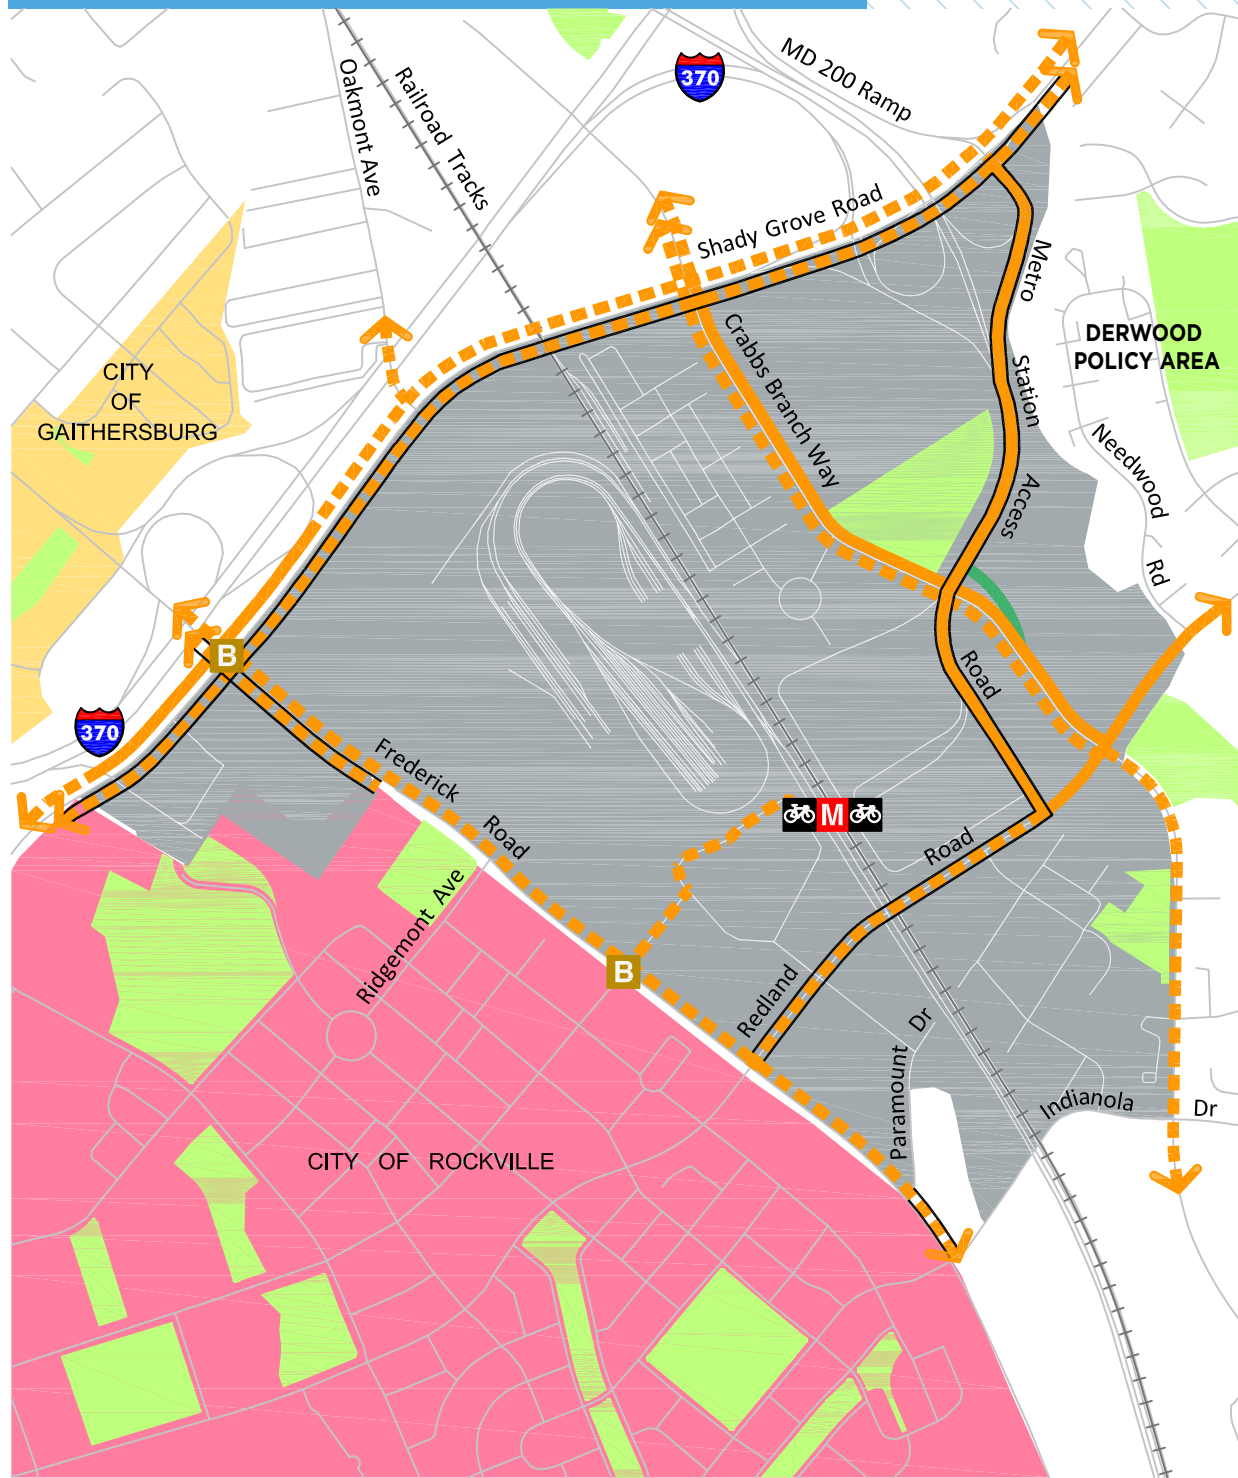 370
MD 200 Ramp
Oakmont Ave
Railroad Tracks
Shady Grove Road
Metro
Station
Access
Road
DERWOOD
POLICY AREA
CITY
OF
GAITHERSBURG
Crabbs Branch Way
Needwood
Rd
B
370
Frederick
Road
M
Road
Ridgemont Ave
B
Redland
Dr
Paramount
Indianola
Dr
CITY OF ROCKVILLE